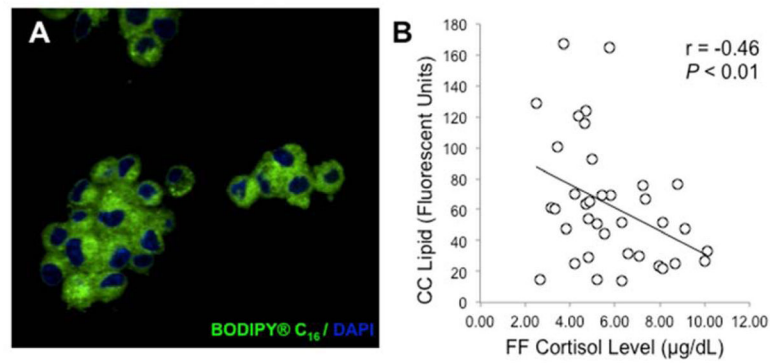 A
BODIPY® C16 / DAPI
B
CC Lipid (Fluorescent Units)
180
160
140
120
100
80
60
40
20
0
r = -0.46
P < 0.01
0.00 2.00 4.00 6.00 8.00 10.00 12.00
FF Cortisol Level (µg/dL)